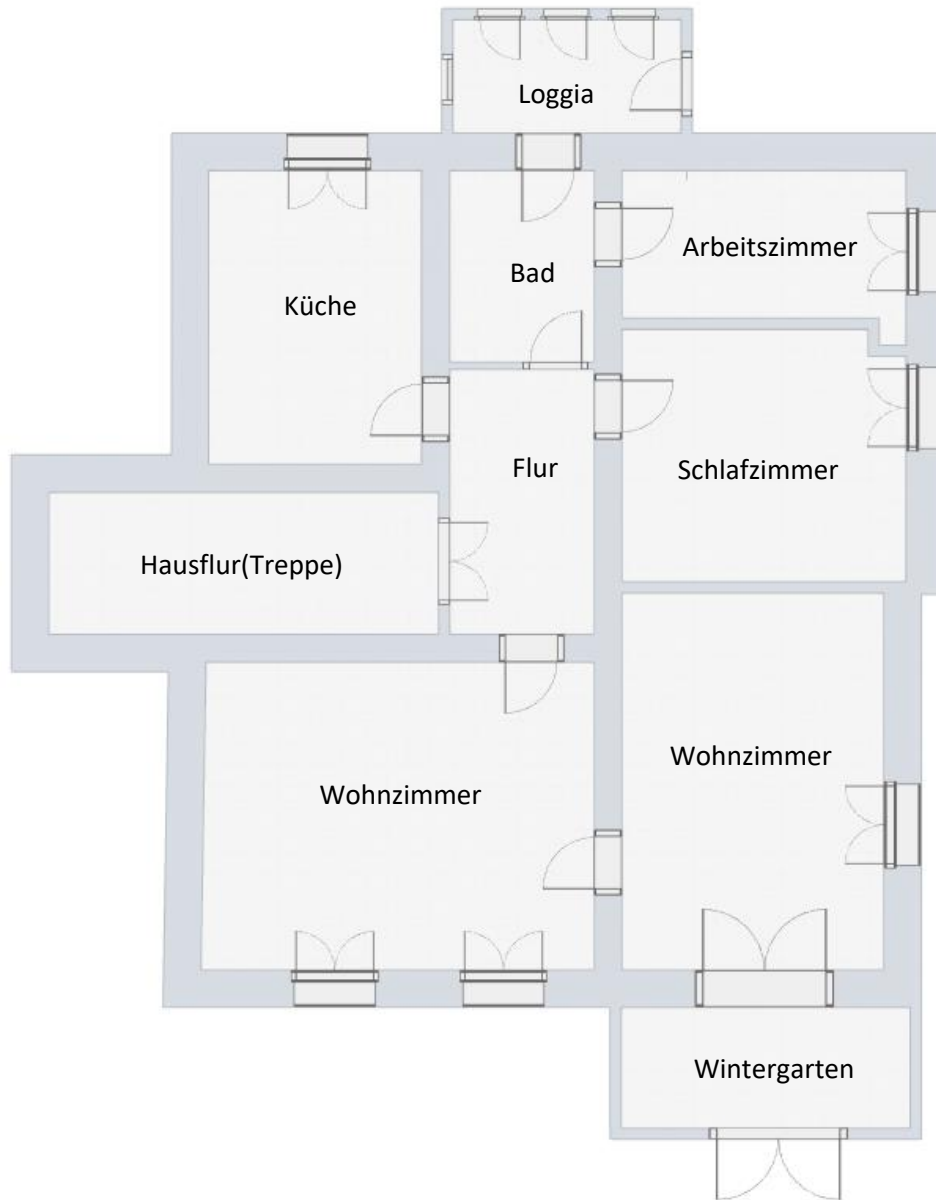 Loggia
Arbeitszimmer
Bad
Küche
Flur
Schlafzimmer
Hausflur(Treppe)
Wohnzimmer
Wohnzimmer
Wintergarten